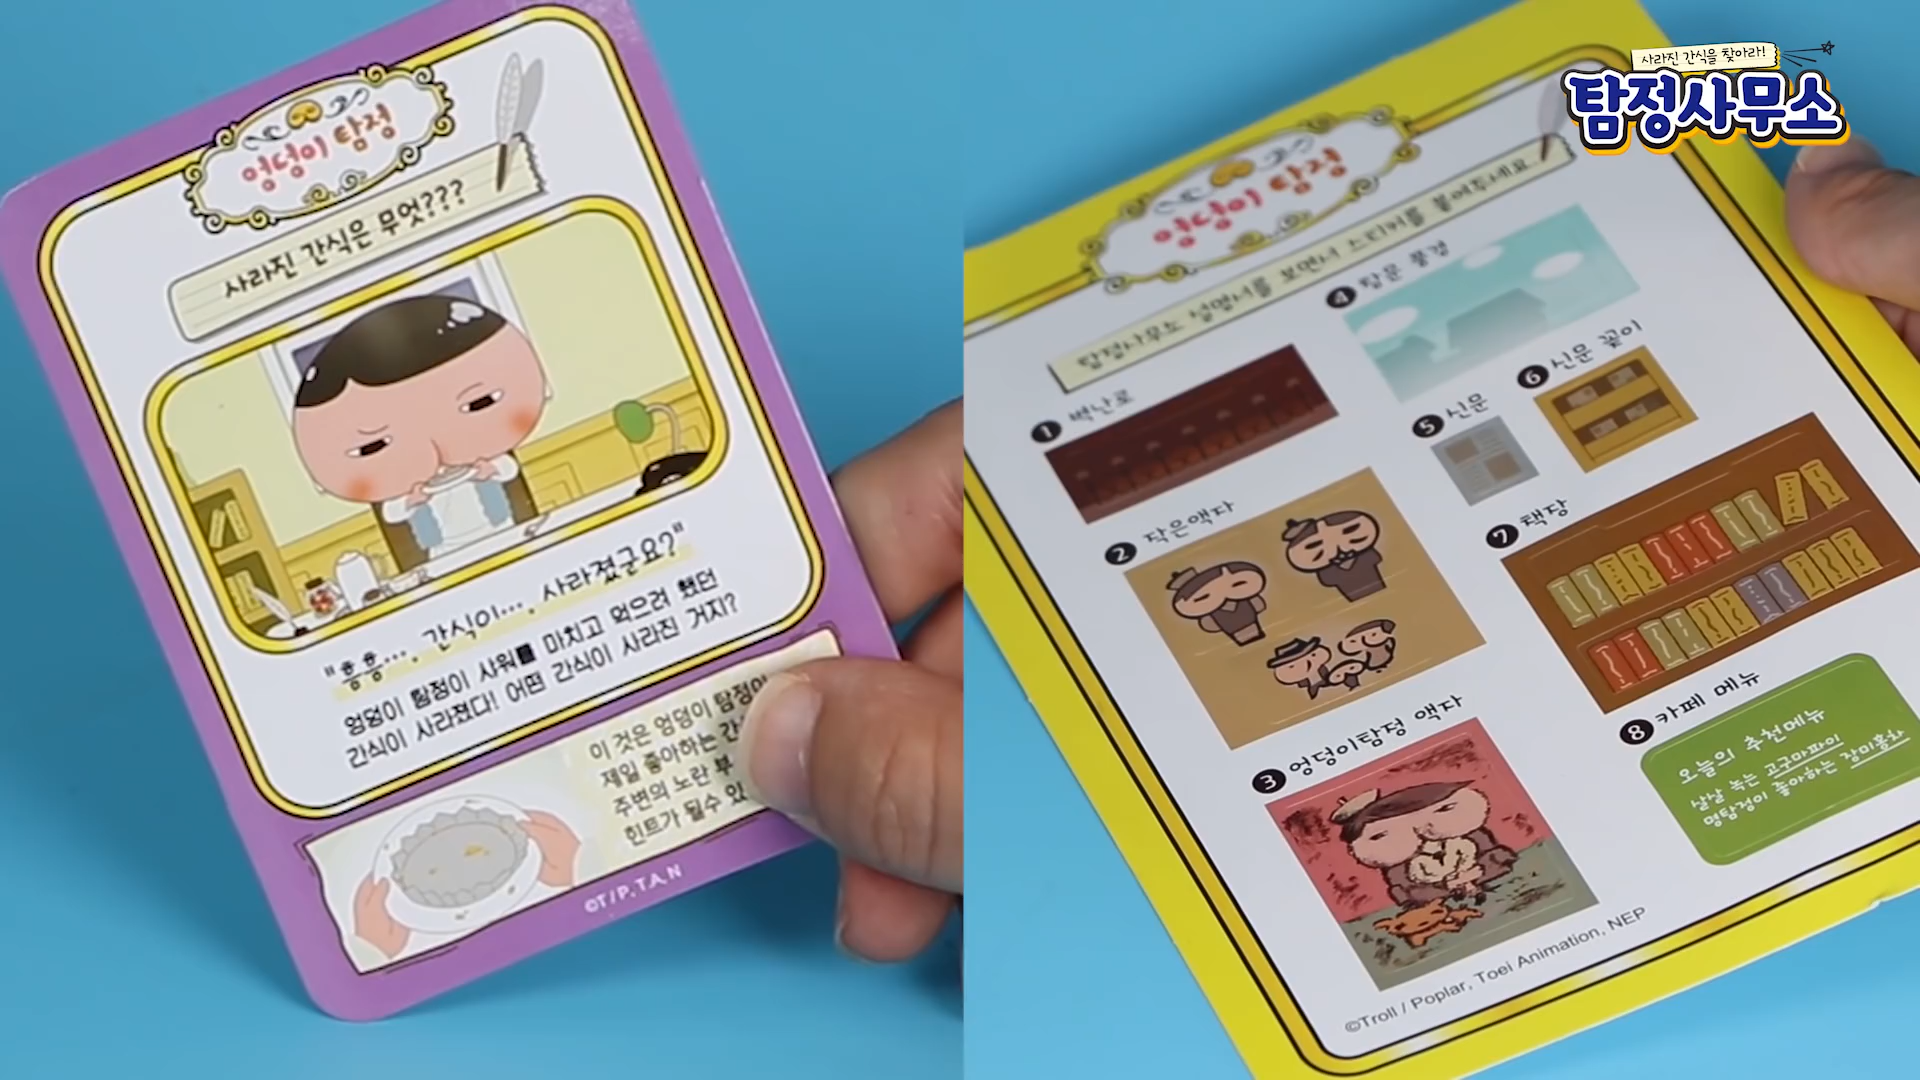 엉덩이 탐정
사라진 간식은 무엇???
"흠흠…, 간식이…, 사라졌군요?"
엉덩이 탐정이 샤워를 마치고 먹으려 했던
간식이 사라졌다! 어떤 간식이 사라진 거지?
이 것은 엉덩이 탐정이
제일 좋아하는 간
주변의 노란 부
힌트가 될수 있
©T/P,T.A,N
사라진 간식을 찾아라!
탐정사무소
엉덩이 탐정
탐정사무소 설명서를 보면서 스티커를 붙여주세요
1 벽난로
2 작은액자
3 엉덩이탐정 액자
4 탐문 풍경
5 신문
6 신문 꽂이
7 책장
8 카페 메뉴
오늘의 추천메뉴
살살 녹는 고구마파이
명탐정이 좋아하는 장미홍차
©Troll / Poplar, Toei Animation, NEP